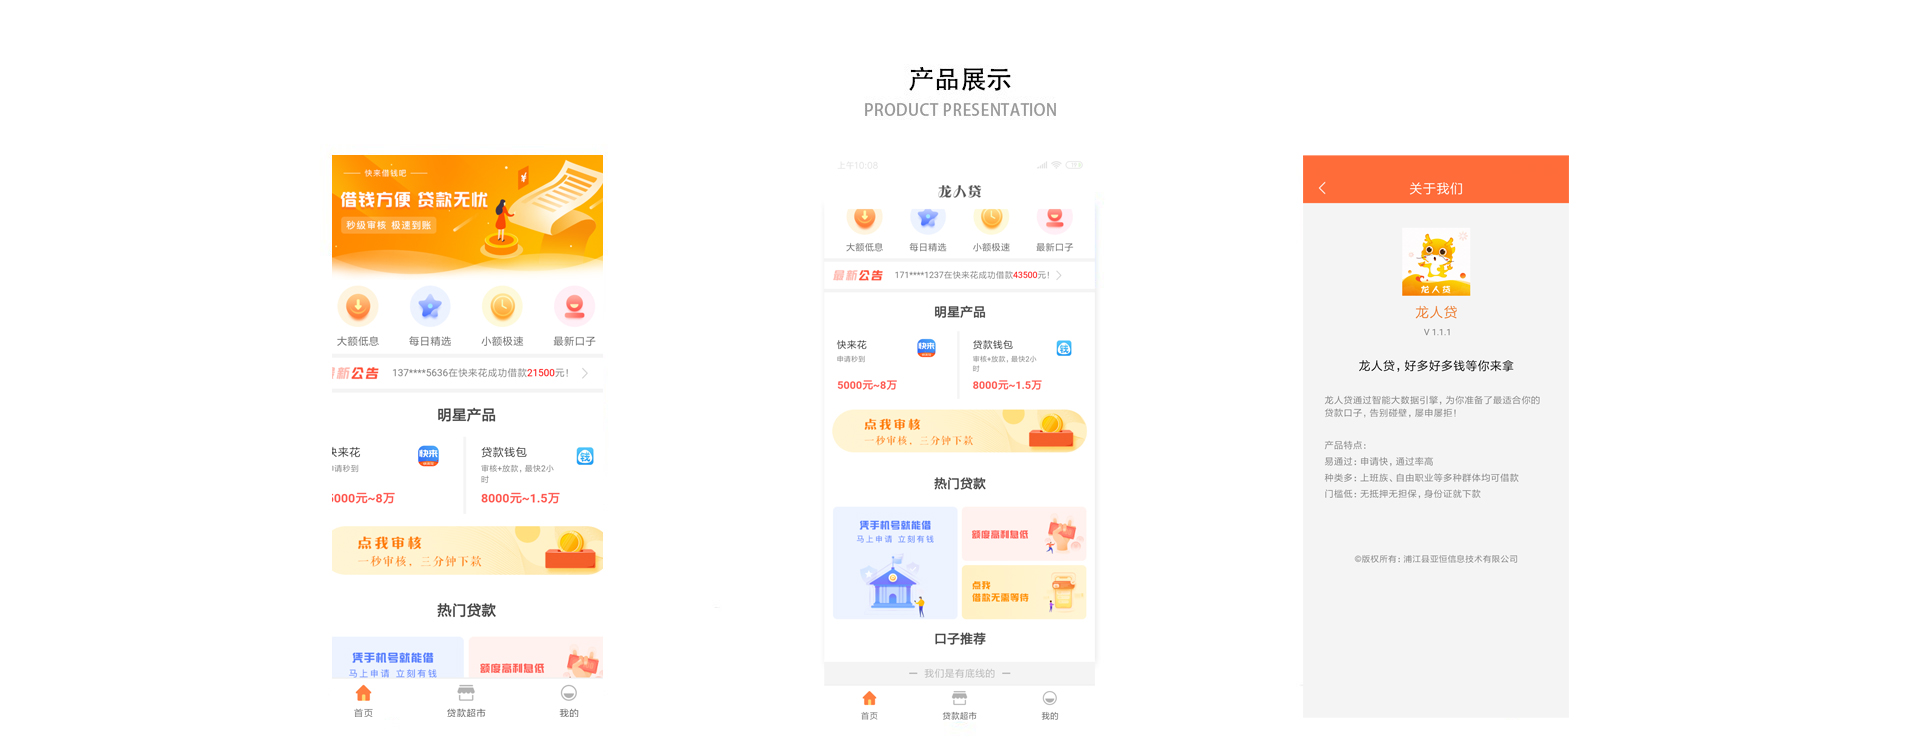 产品展示
PRODUCT PRESENTATION
快来借钱吧
借钱方便 贷款无忧
秒级审核 极速到账
大额低息
每日精选
小额极速
最新口子
最新公告
137****5636在快来花成功借款21500元!
明星产品
快来花
申请秒到
5000元~8万
贷款钱包
审核+放款, 最快2小
时
8000元~1.5万
点我审核
一秒审核, 三分钟下款
热门贷款
凭手机号就能借
马上申请 立刻有钱
额度高利息低
首页
贷款超市
我的
上午10:08
龙人贷
大额低息
每日精选
小额极速
最新口子
最新公告
171****1237在快来花成功借款43500元!
明星产品
快来花
申请秒到
5000元~8万
快来
贷款钱包
审核+放款, 最快2小
时
8000元~1.5万
钱
点我审核
一秒审核, 三分钟下款
热门贷款
凭手机号就能借
马上申请 立刻有钱
额度高利息低
点我
借款无需等待
口子推荐
我们是有底线的
首页
贷款超市
我的
关于我们
龙人贷
龙人贷
V 1.1.1
龙人贷, 好多好多钱等你来拿
龙人贷通过智能大数据引擎, 为你准备了最适合你的
贷款口子, 告别碰壁, 屡申屡拒!
产品特点:
易通过: 申请快, 通过率高
种类多: 上班族、自由职业等多种群体均可借款
门槛低: 无抵押无担保, 身份证就下款
©版权所有: 浦江县亚恒信息技术有限公司